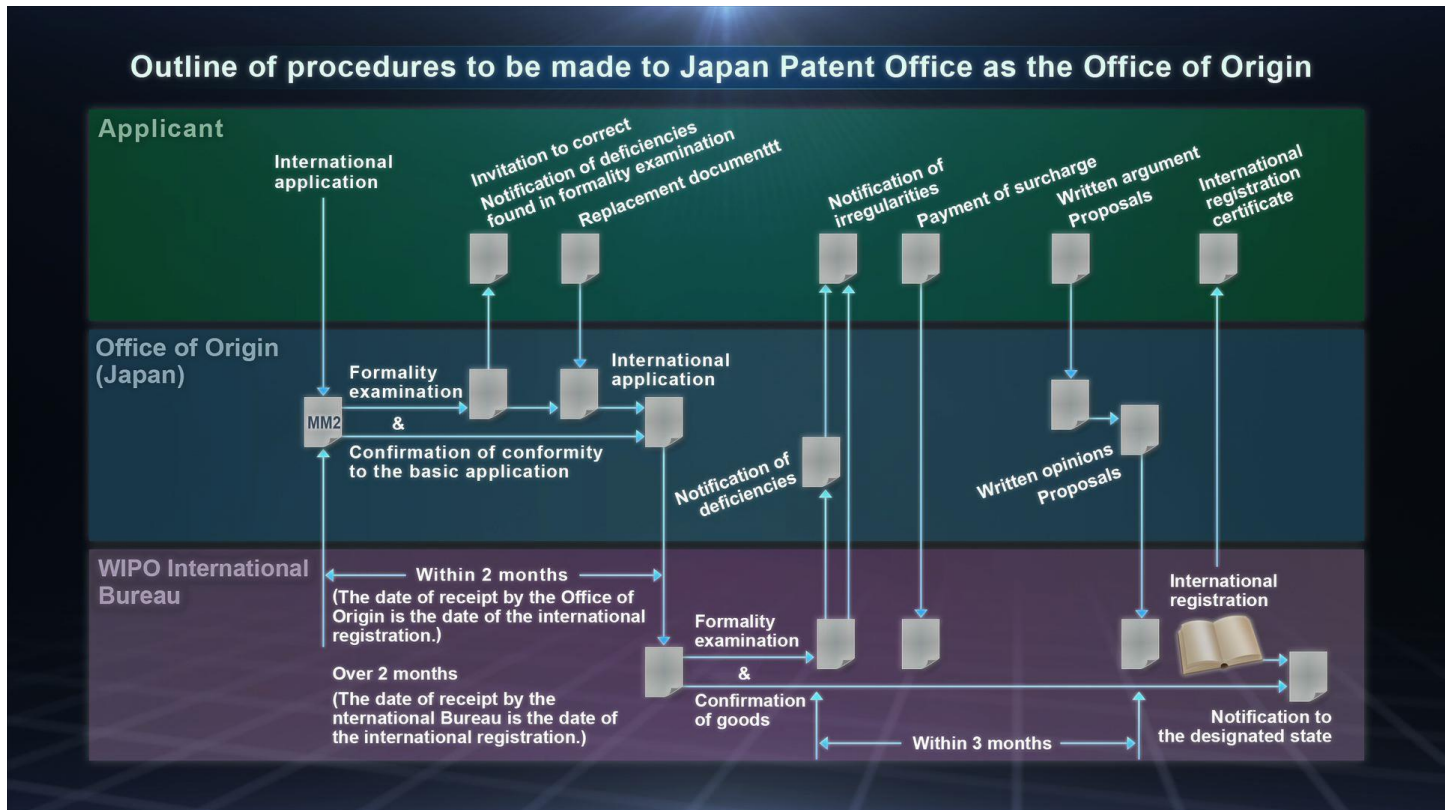 Outline of procedures to be made to Japan Patent Office as the Office of Origin
Applicant
International
application
Invitation to correct
Notification of deficiencies
found in formality examination
Replacement documenttt
Notification of
irregularities
Payment of surcharge
Written argument
Proposals
International
registration
certificate
Office of Origin
(Japan)
Formality
examination
MM2
&
Confirmation of conformity
to the basic application
International
application
Notification of
deficiencies
Written opinions
Proposals
WIPO International
Bureau
Within 2 months
(The date of receipt by the Office of
Origin is the date of the international
registration.)
Over 2 months
(The date of receipt by the
nternational Bureau is the date of
the international registration.)
Formality
examination
&
Confirmation
of goods
Within 3 months
International
registration
Notification to
the designated state